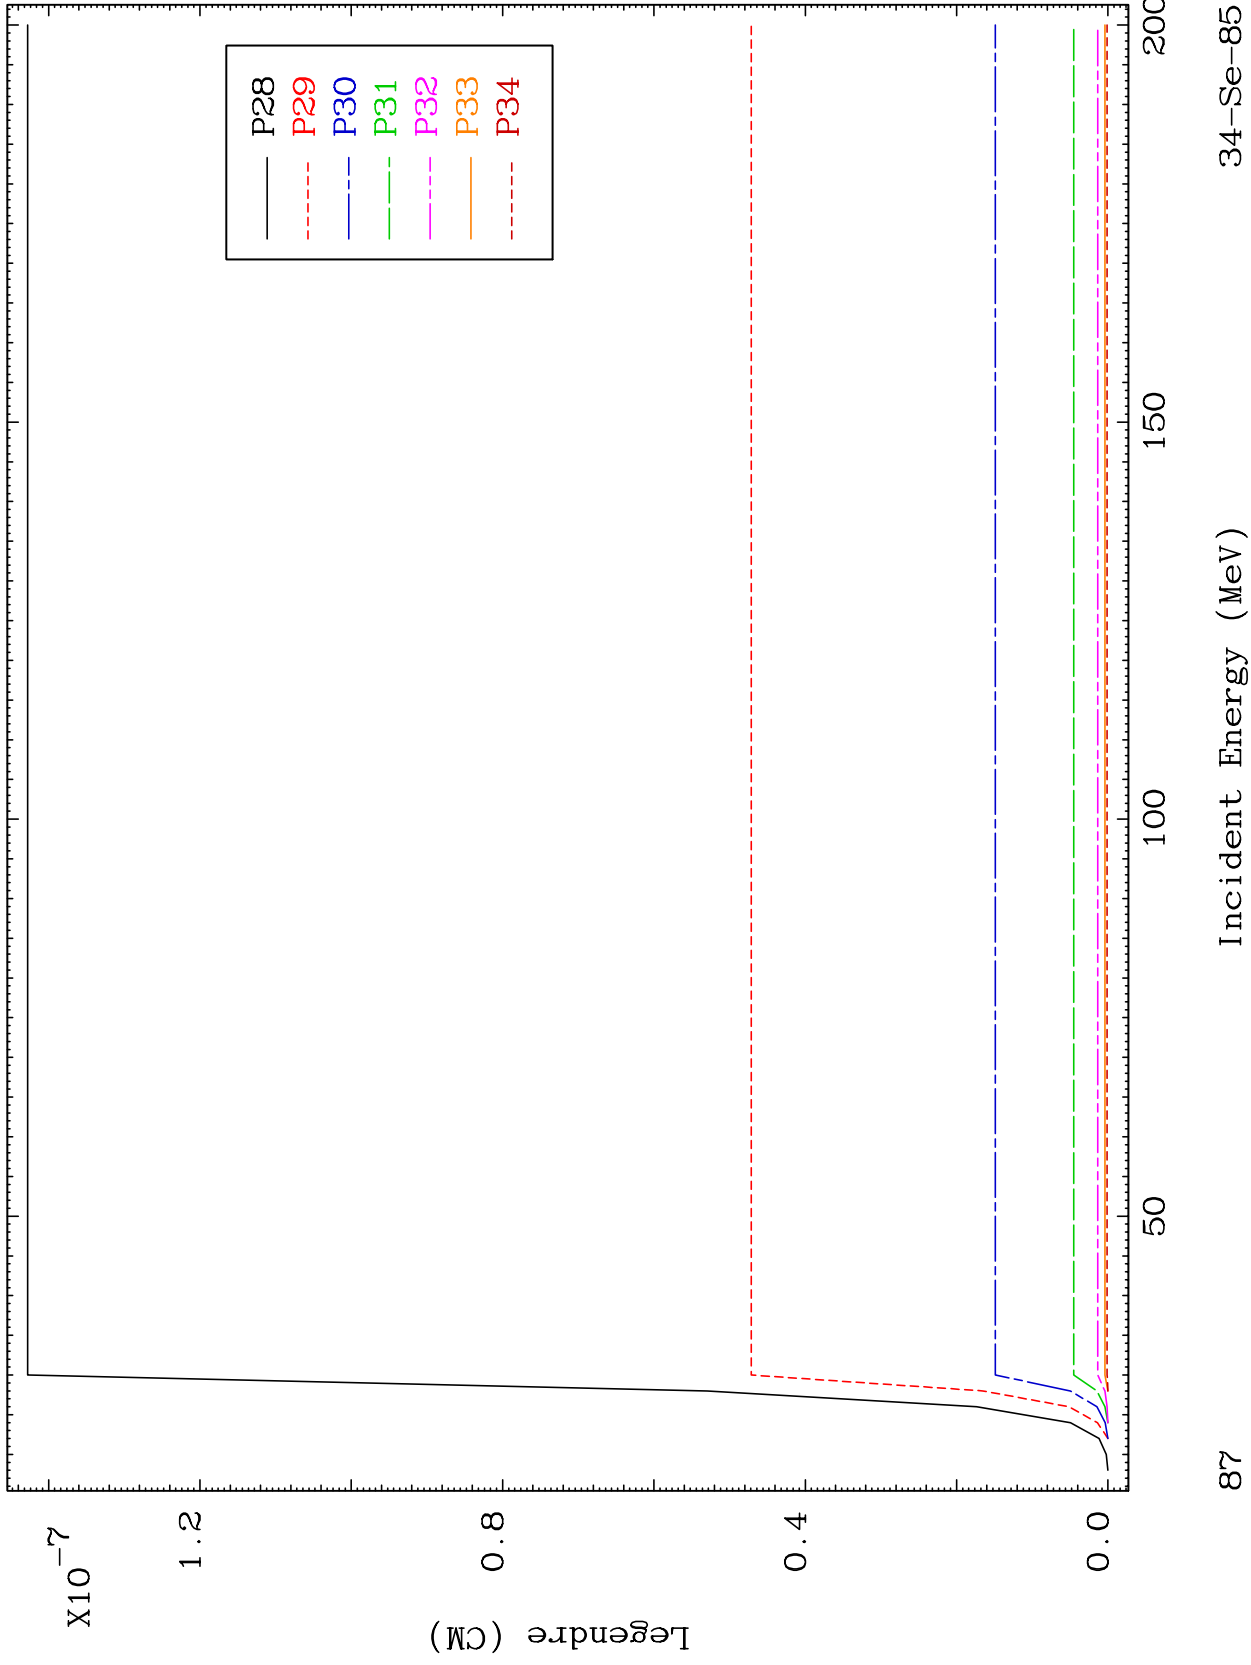 X10-7
1.2
0.8
0.4
0.0
Legendre (CM)
P28
P29
P30
P31
P32
P33
P34
50
100
150
200
Incident Energy (MeV)
87
34-Se-85